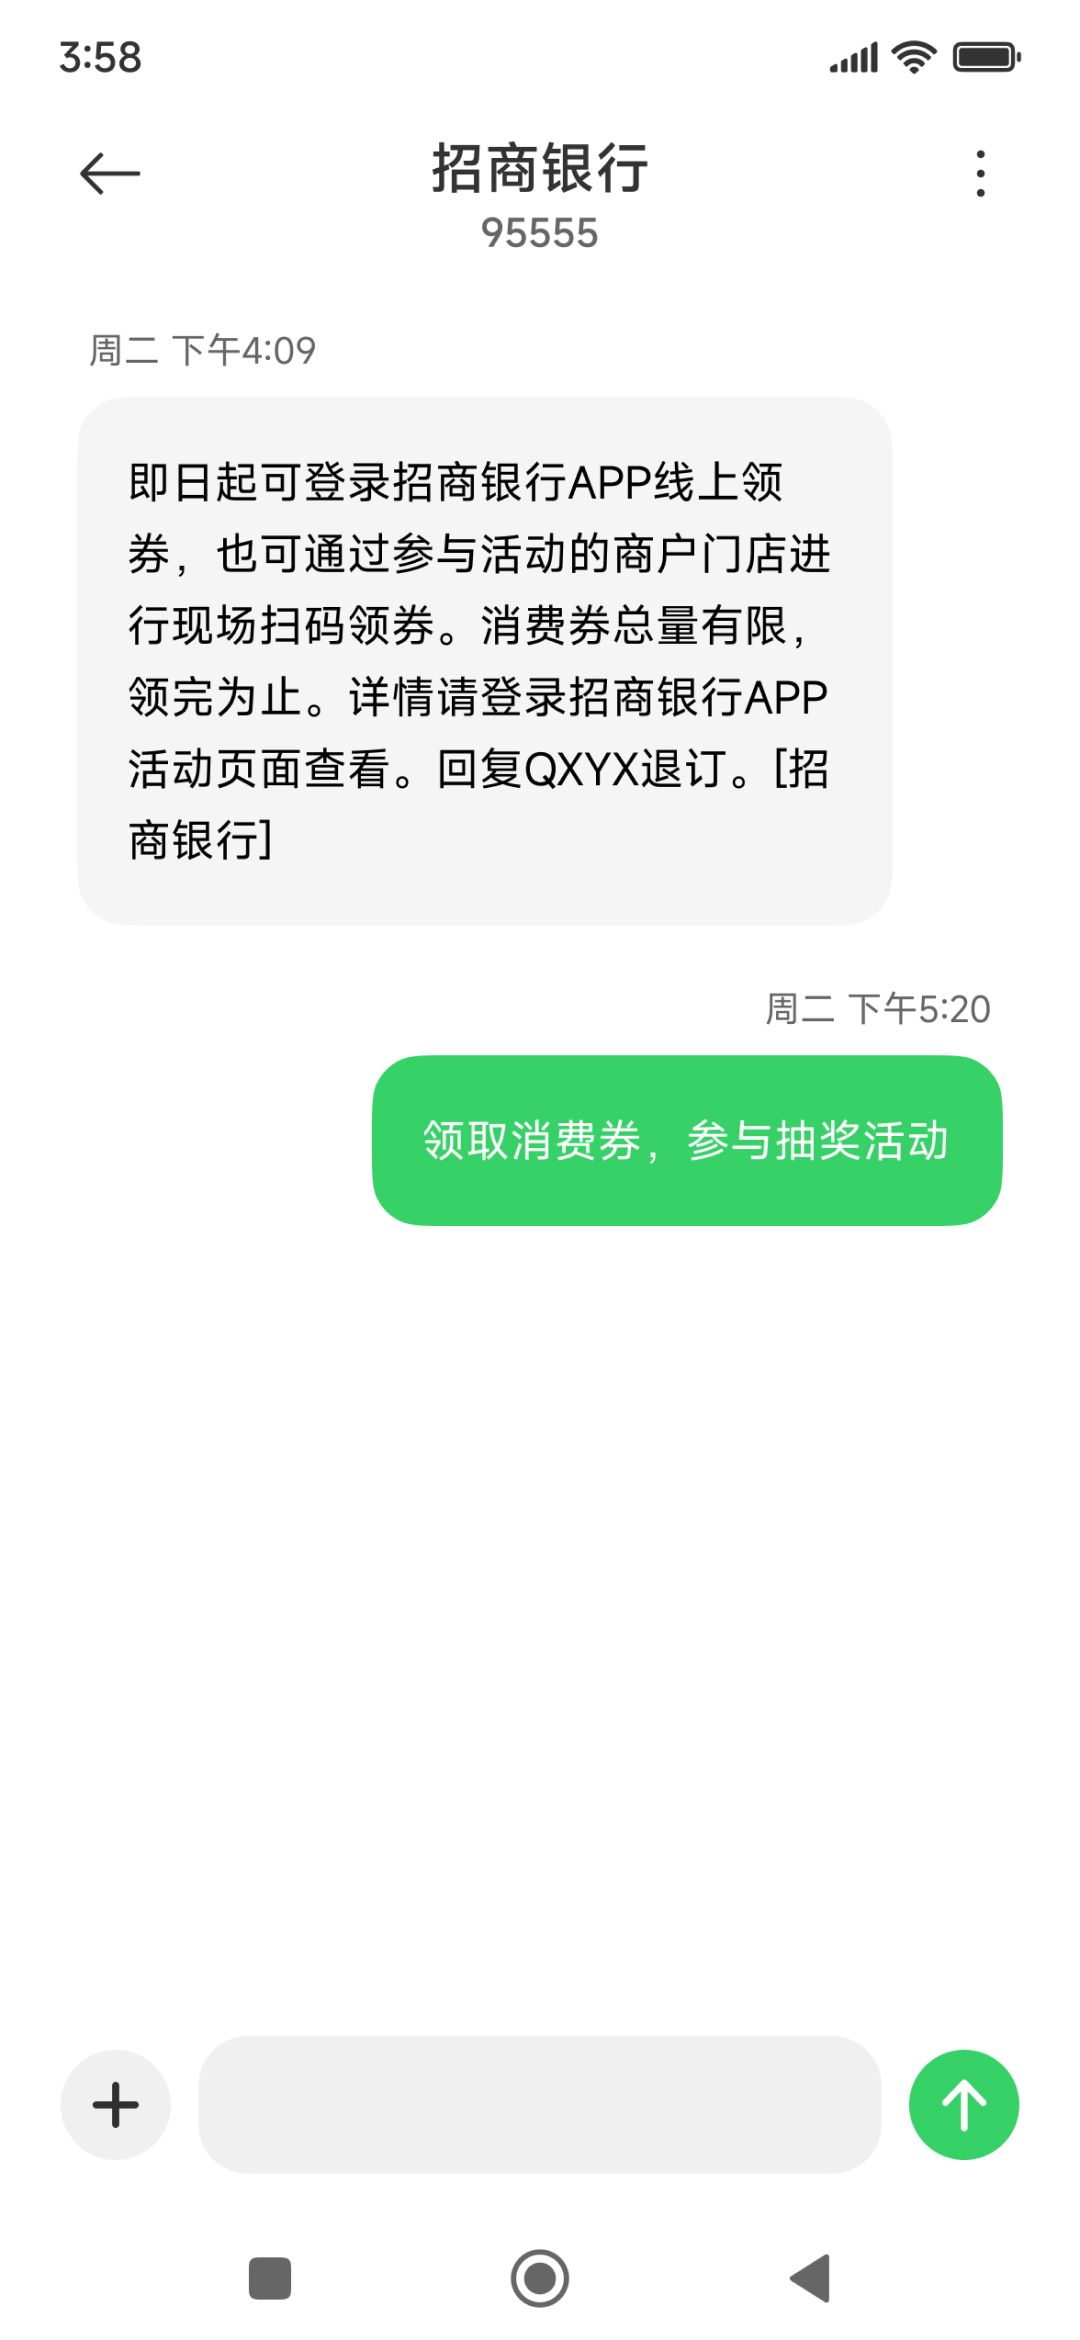 3:58
招商银行
95555
周二 下午4:09
即日起可登录招商银行APP线上领
券，也可通过参与活动的商户门店进
行现场扫码领券。消费券总量有限，
领完为止。详情请登录招商银行APP
活动页面查看。回复QXYX退订。[招
商银行]
周二 下午5:20
领取消费券，参与抽奖活动